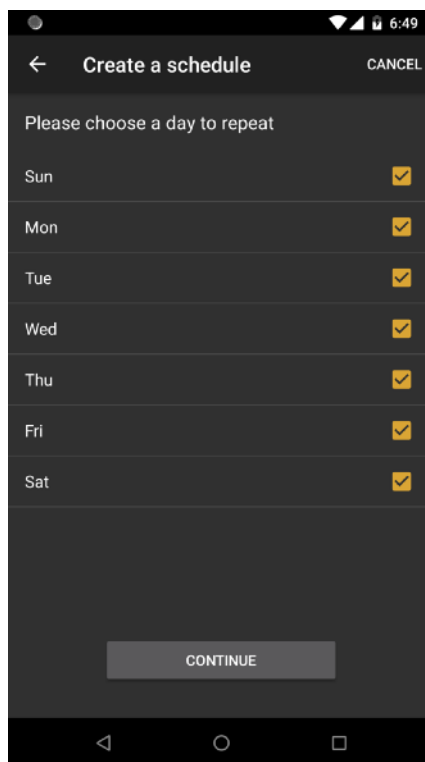 6:49
Create a schedule CANCEL
Please choose a day to repeat
Sun
Mon
Tue
Wed
Thu
Fri
Sat
CONTINUE